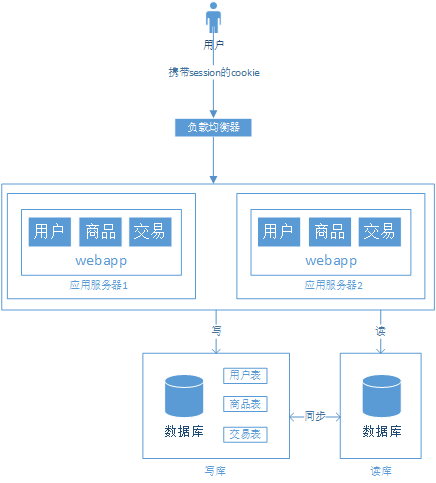 用户
携带session的cookie
负载均衡器
用户 商品 交易
webapp
应用服务器1
用户 商品 交易
webapp
应用服务器2
写
读
数据库
用户表
商品表
交易表
写库
同步
数据库
读库